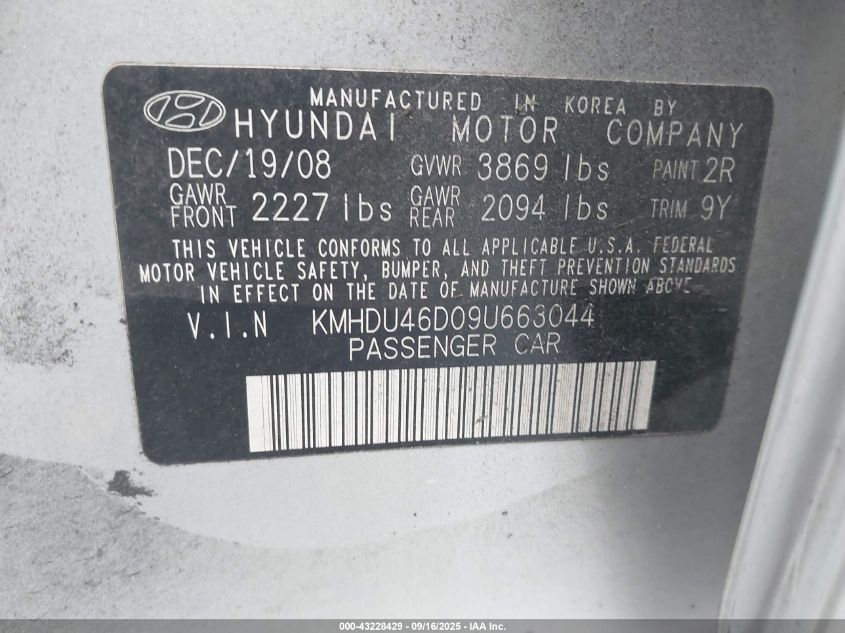 MANUFACTURED IN KOREA BY
HYUNDAI MOTOR COMPANY
DEC/19/08 GVWR 3869 lbs PAINT 2R
GAWR FRONT 2227 lbs GAWR REAR 2094 lbs TRIM 9Y
THIS VEHICLE CONFORMS TO ALL APPLICABLE U.S.A. FEDERAL
MOTOR VEHICLE SAFETY, BUMPER, AND THEFT PREVENTION STANDARDS
IN EFFECT ON THE DATE OF MANUFACTURE SHOWN ABOVE
V.I.N KMHDU46D09U663044
PASSENGER CAR
000-43228429 - 09/16/2025 - IAA Inc.